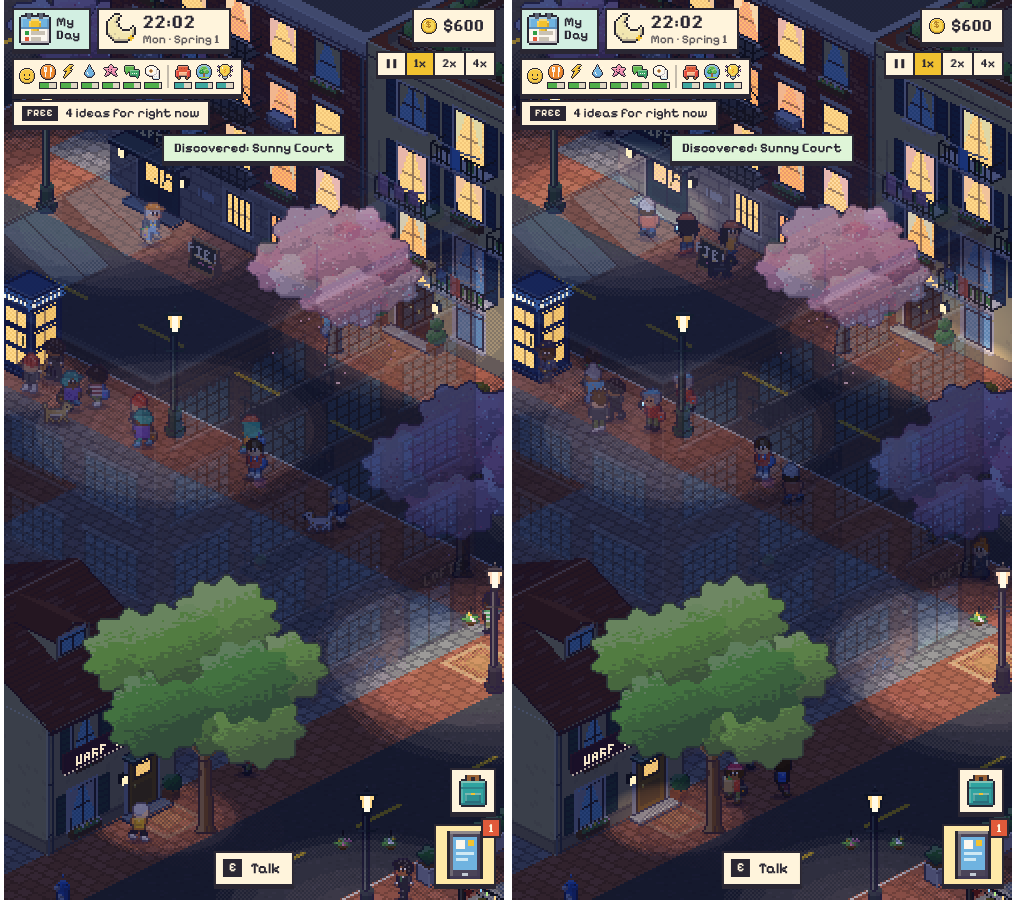 My
Day
22:02
Mon · Spring 1
$600
1x
2x
4x
FREE
4 ideas for right now
Discovered: Sunny Court
E
Talk
1
My
Day
22:02
Mon · Spring 1
$600
1x
2x
4x
FREE
4 ideas for right now
Discovered: Sunny Court
E
Talk
1